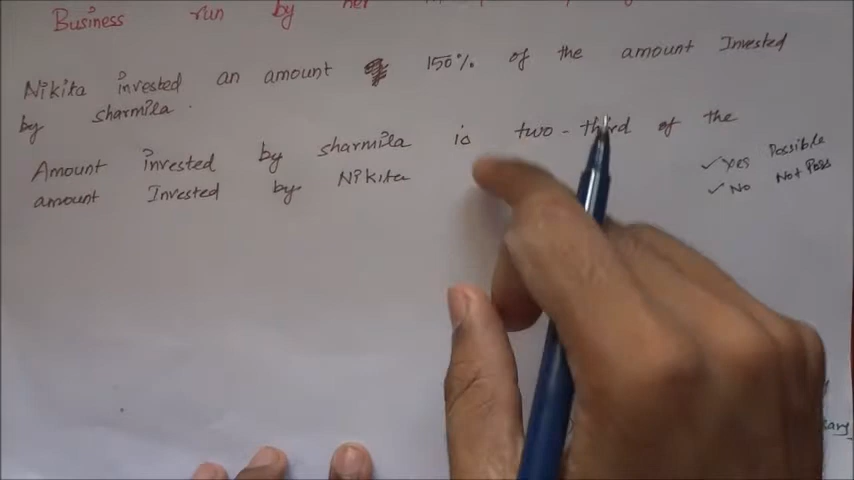 Business run by her
Nikita invested an amount 150% of the amount Invested
by sharmila.
Amount invested by sharmila is two-third of the
amount Invested by Nikita
✓ Yes Possible
✓ No Not Poss